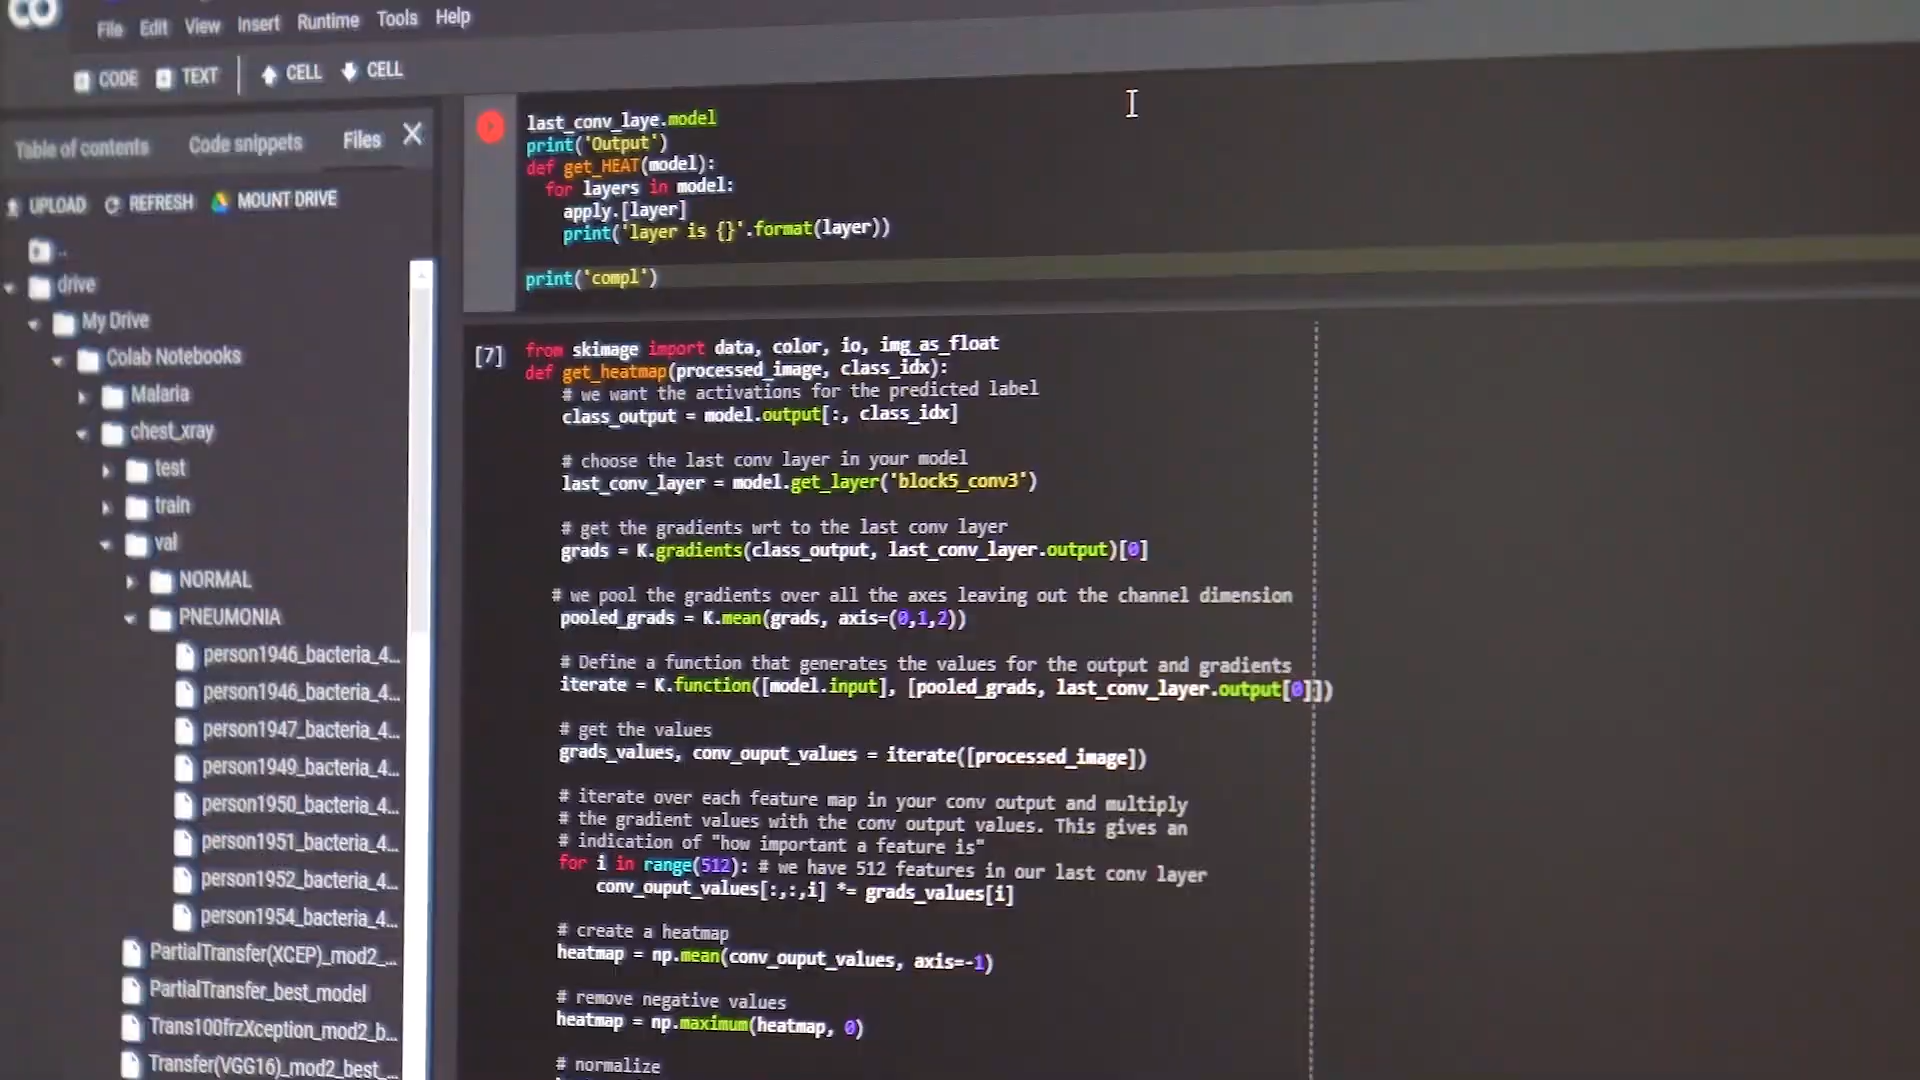 File Edit View Insert Runtime Tools Help
CODE TEXT CELL CELL
Table of contents Code snippets Files
UPLOAD REFRESH MOUNT DRIVE
..
drive
My Drive
Colab Notebooks
Malaria
chest_xray
test
train
val
NORMAL
PNEUMONIA
person1946_bacteria_4...
person1946_bacteria_4...
person1947_bacteria_4...
person1949_bacteria_4...
person1950_bacteria_4...
person1951_bacteria_4...
person1952_bacteria_4...
person1954_bacteria_4...
PartialTransfer(XCEP)_mod2_...
PartialTransfer_best_model
Trans100frzXception_mod2_b...
Transfer(VGG16)_mod2_best_...
last_conv_laye.model
print('Output')
def get_HEAT(model):
for layers in model:
apply.[layer]
print('layer is {}'.format(layer))
print('compl')
[7] from skimage import data, color, io, img_as_float
def get_heatmap(processed_image, class_idx):
# we want the activations for the predicted label
class_output = model.output[:, class_idx]
# choose the last conv layer in your model
last_conv_layer = model.get_layer('block5_conv3')
# get the gradients wrt to the last conv layer
grads = K.gradients(class_output, last_conv_layer.output)[0]
# we pool the gradients over all the axes leaving out the channel dimension
pooled_grads = K.mean(grads, axis=(0,1,2))
# Define a function that generates the values for the output and gradients
iterate = K.function([model.input], [pooled_grads, last_conv_layer.output[0]])
# get the values
grads_values, conv_ouput_values = iterate([processed_image])
# iterate over each feature map in your conv output and multiply
# the gradient values with the conv output values. This gives an
# indication of "how important a feature is"
for i in range(512): # we have 512 features in our last conv layer
conv_ouput_values[:,:,i] *= grads_values[i]
# create a heatmap
heatmap = np.mean(conv_ouput_values, axis=-1)
# remove negative values
heatmap = np.maximum(heatmap, 0)
# normalize